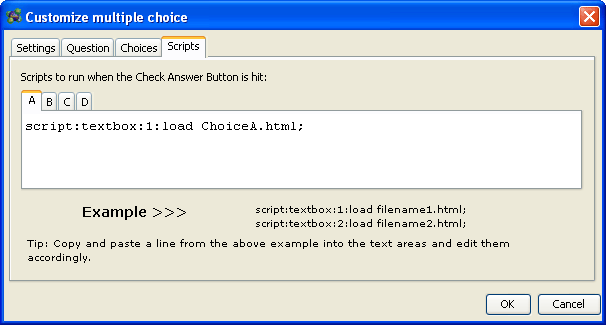 Customize multiple choice
Settings Question Choices Scripts
Scripts to run when the Check Answer Button is hit:
A B C D
script:textbox:1:load ChoiceA.html;
Example >>> script:textbox:1:load filename1.html;
script:textbox:2:load filename2.html;
Tip: Copy and paste a line from the above example into the text areas and edit them
accordingly.
OK Cancel